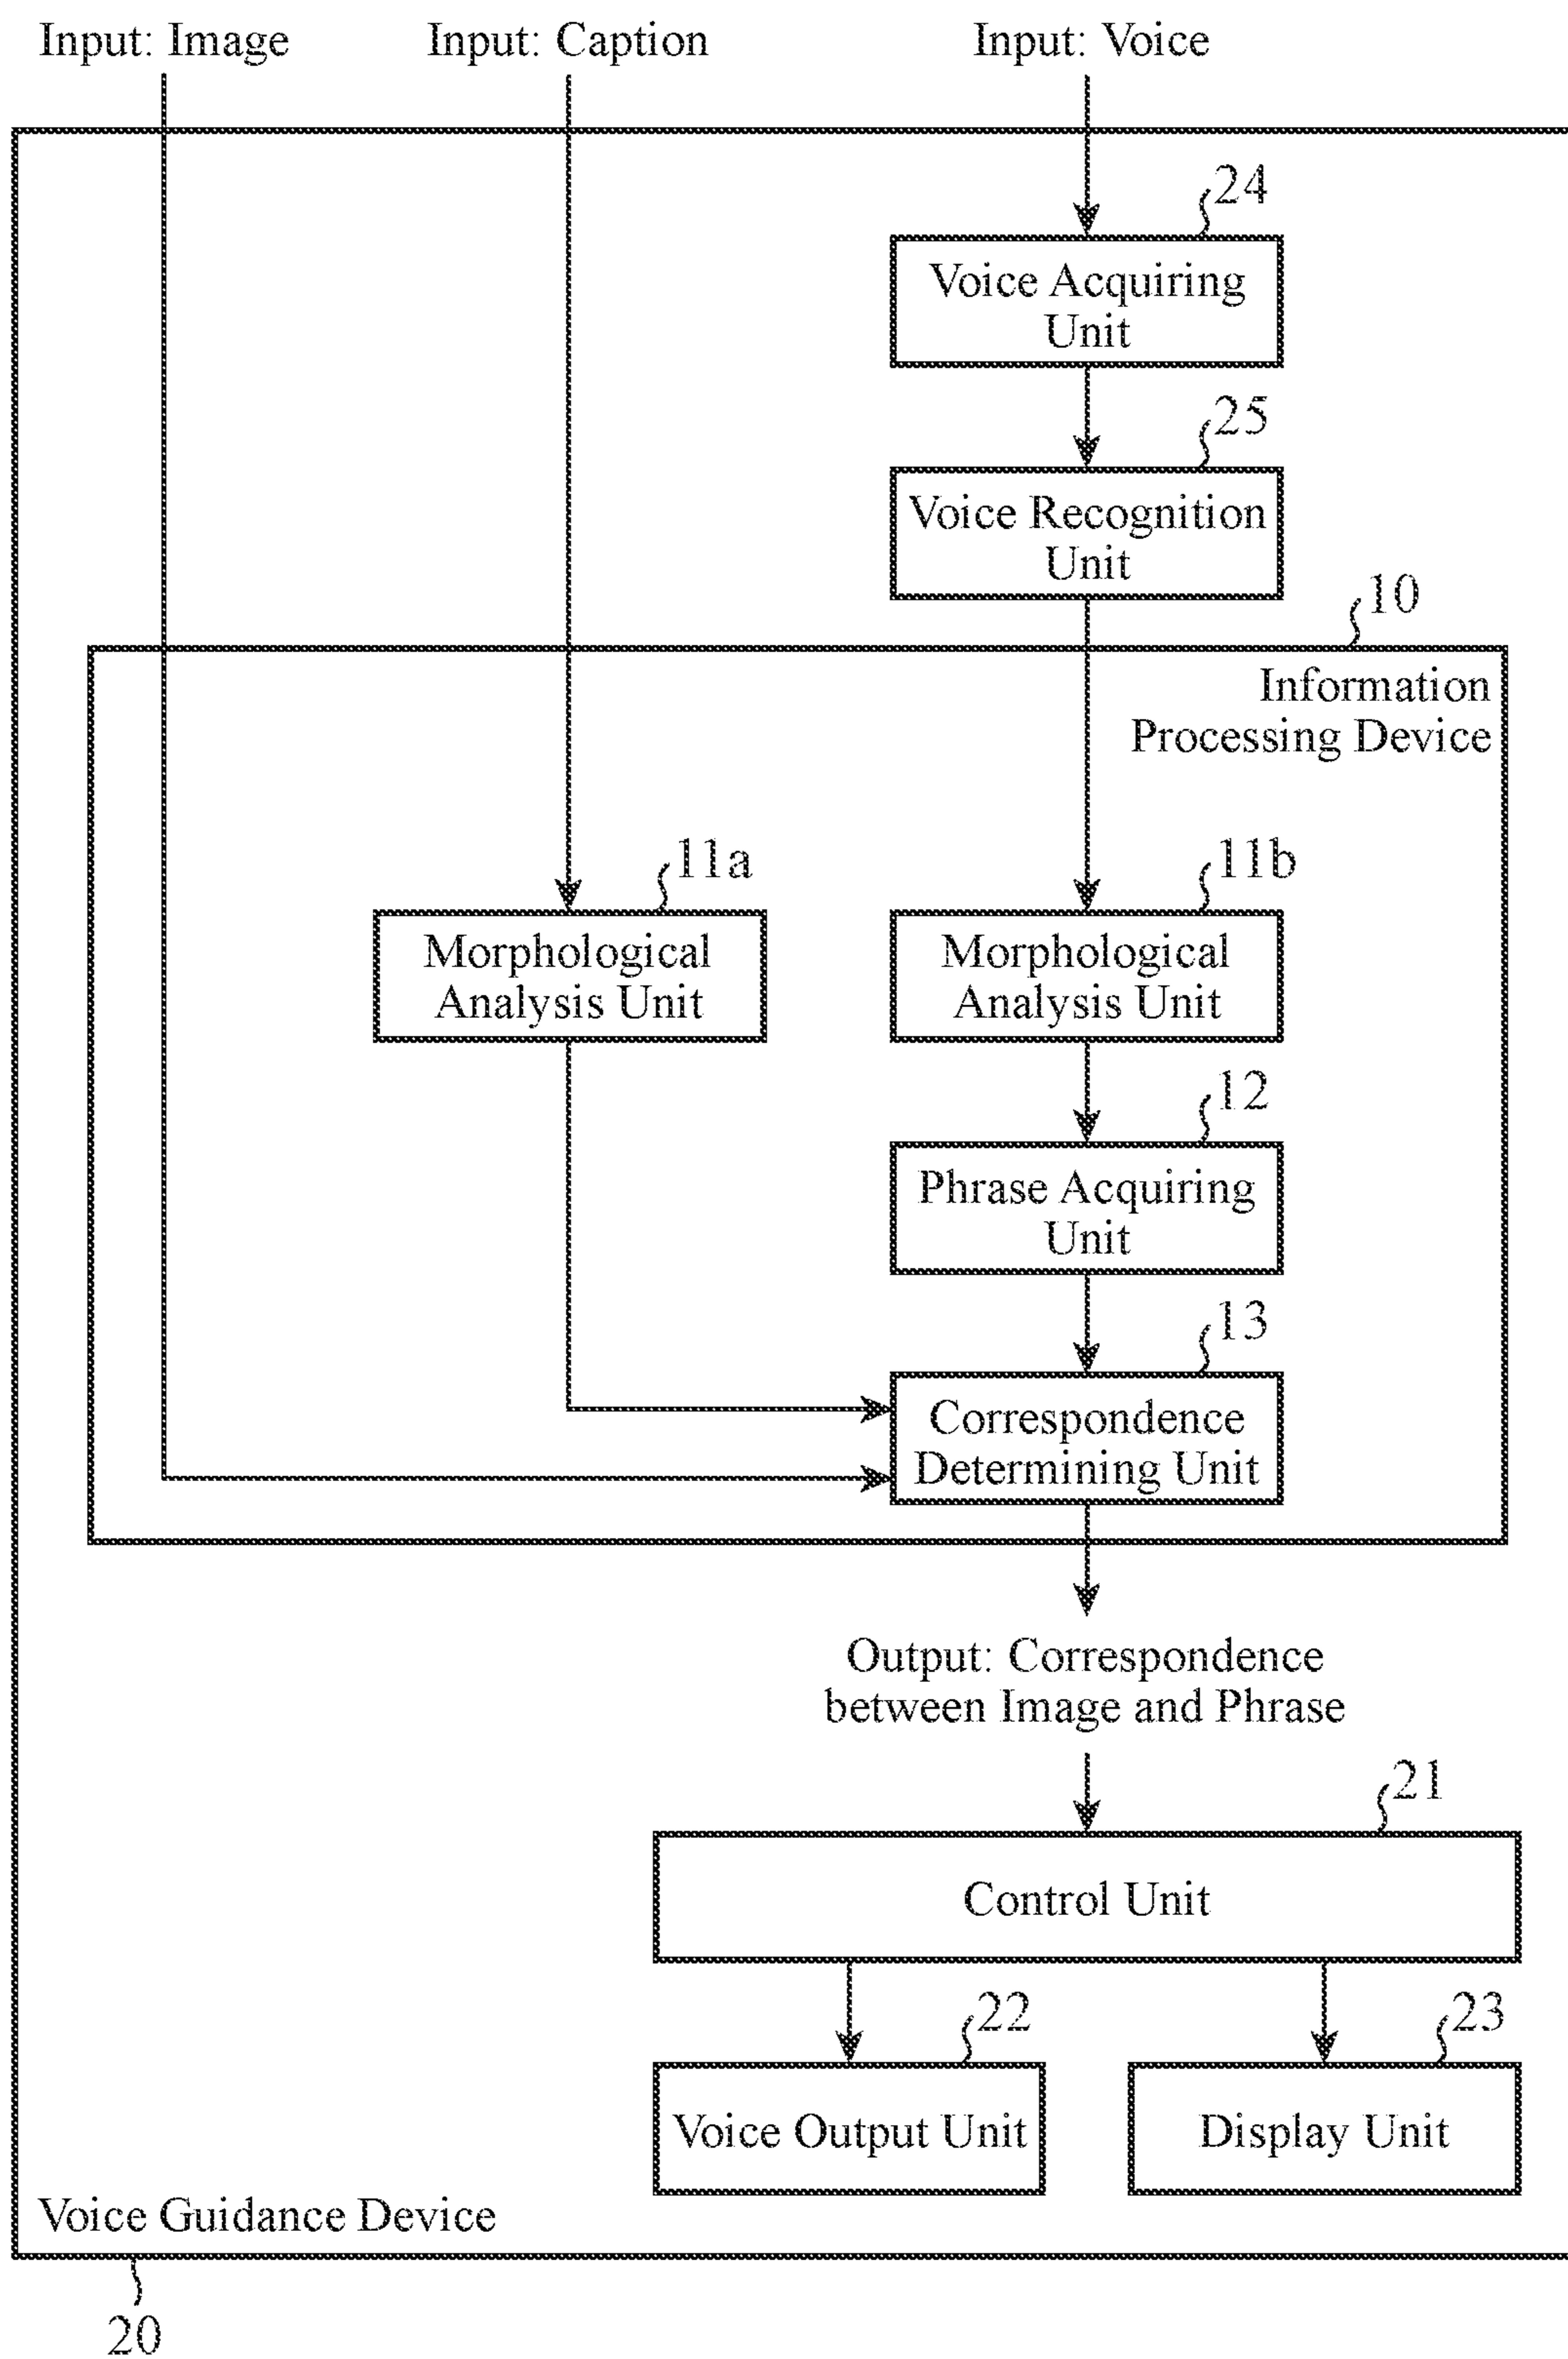 Input: Image
Input: Caption
Input: Voice
24
Voice Acquiring
Unit
25
Voice Recognition
Unit
10
Information
Processing Device
11a
Morphological
Analysis Unit
11b
Morphological
Analysis Unit
12
Phrase Acquiring
Unit
13
Correspondence
Determining Unit
Output: Correspondence
between Image and Phrase
21
Control Unit
22
Voice Output Unit
23
Display Unit
Voice Guidance Device
20